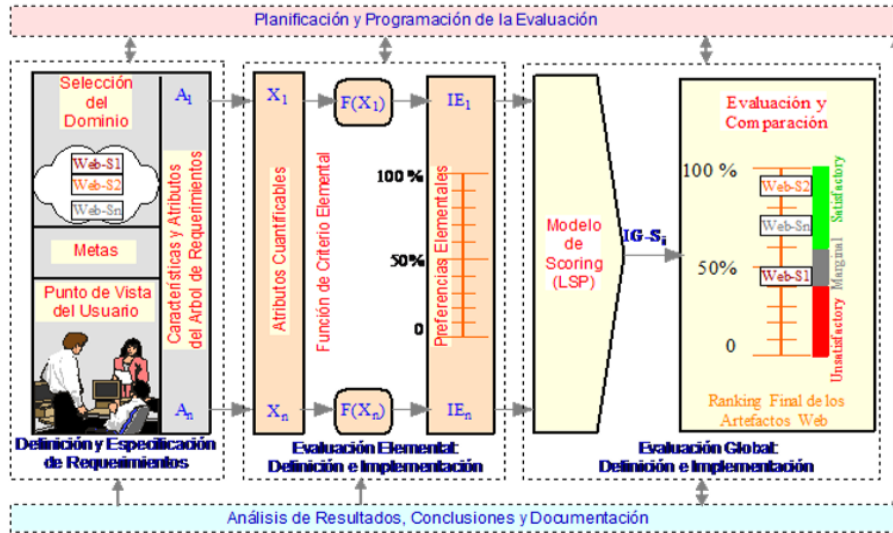 Planificación y Programación de la Evaluación
Selección
del
Dominio
Web-S1
Web-S2
Web-Sn
Metas
Punto de Vista
del Usuario
Características y Atributos
del Arbol de Requerimientos
A1
An
Definición y Especificación
de Requerimientos
X1
Xn
Atributos Cuantificables
F(X1)
F(Xn)
Función de Criterio Elemental
IE1
IEn
100 %
50%
0
Preferencias Elementales
Evaluación Elemental:
Definición e Implementación
Modelo
de
Scoring
(LSP)
IG-Si
Evaluación y
Comparación
100 %
50%
0
Web-S2
Web-Sn
Web-S1
Satisfactory
Marginal
Unsatisfactory
Ranking Final de los
Artefactos Web
Evaluación Global:
Definición e Implementación
Análisis de Resultados, Conclusiones y Documentación